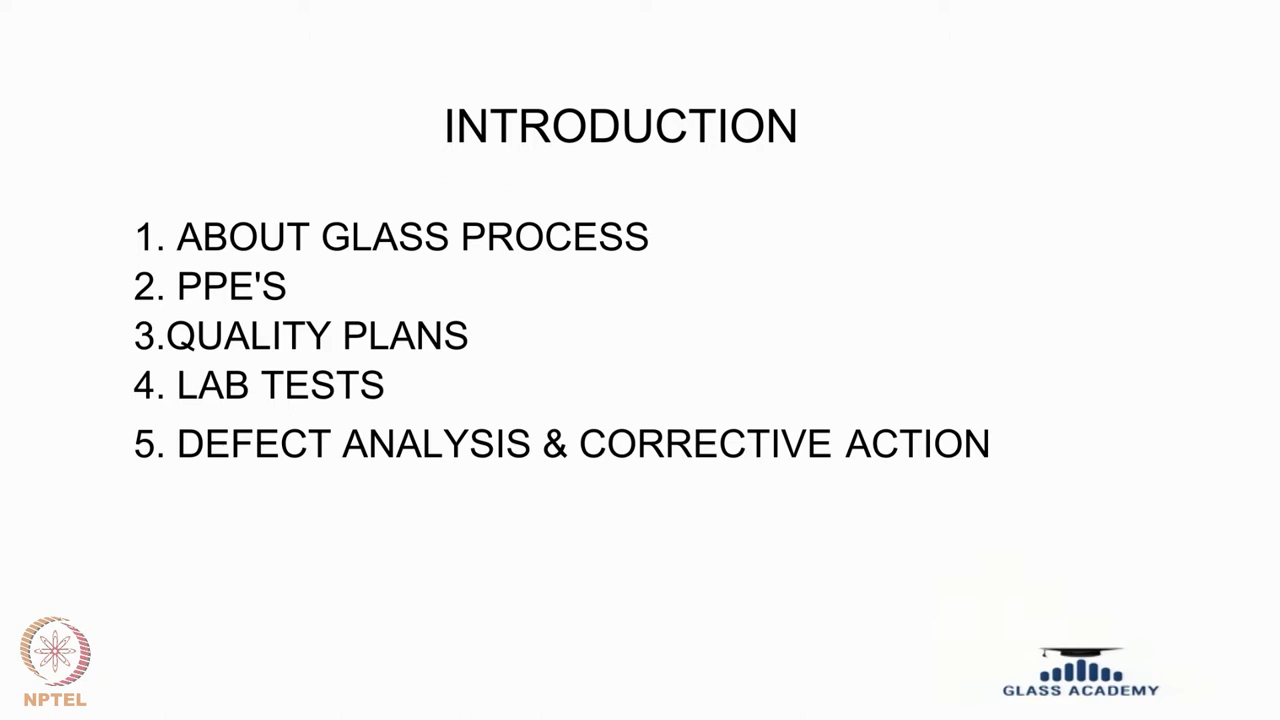 INTRODUCTION
1. ABOUT GLASS PROCESS
2. PPE'S
3.QUALITY PLANS
4. LAB TESTS
5. DEFECT ANALYSIS & CORRECTIVE ACTION
NPTEL
GLASS ACADEMY